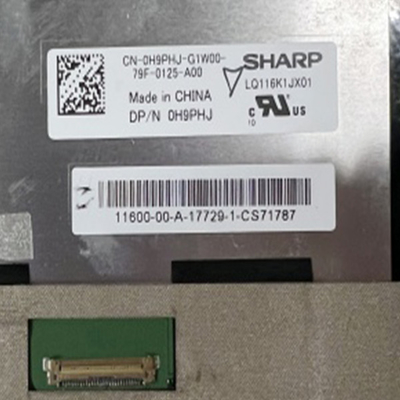 CN-0H9PHJ-G1W00-
79F-0125-A00
Made in CHINA
DP/N 0H9PHJ
SHARP
LQ116K1JX01
C US
10
11600-00-A-17729-1-CS71787